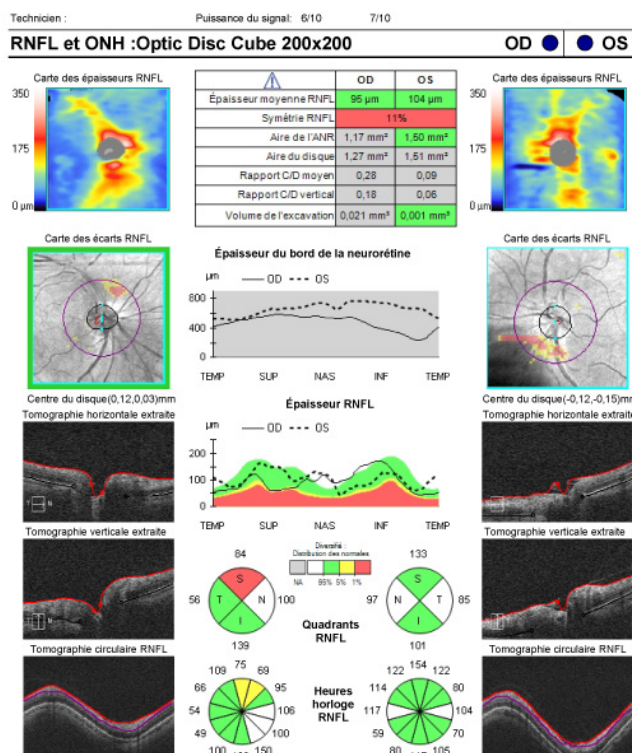 Technicien : Puissance du signal: 6/10 7/10
RNFL et ONH :Optic Disc Cube 200x200 OD OS
Carte des épaisseurs RNFL
350
175
0 µm
OD OS
Épaisseur moyenne RNFL 95 µm 104 µm
Symétrie RNFL 11%
Aire de l'ANR 1,17 mm² 1,50 mm²
Aire du disque 1,27 mm² 1,51 mm²
Rapport C/D moyen 0,28 0,09
Rapport C/D vertical 0,18 0,06
Volume de l'excavation 0,021 mm³ 0,001 mm³
Carte des épaisseurs RNFL
350
175
0 µm
Carte des écarts RNFL
Centre du disque(0,12,0,03)mm
Épaisseur du bord de la neurorétine
µm OD OS
800
400
0
TEMP SUP NAS INF TEMP
Carte des écarts RNFL
Centre du disque(-0,12,-0,15)mm
Tomographie horizontale extraite
T N
Épaisseur RNFL
µm OD OS
200
100
0
TEMP SUP NAS INF TEMP
Tomographie horizontale extraite
Tomographie verticale extraite
Diversifié :
Distribution des normales
NA 95% 5% 1%
84
56 S T N I 100
139
Quadrants
RNFL
133
97 S N T I 85
101
Tomographie verticale extraite
Tomographie circulaire RNFL
109 75 69
66 95
54 106
49 100
100 150
Heures
horloge
RNFL
122 154 122
114 80
117 104
59 70
80 105
Tomographie circulaire RNFL